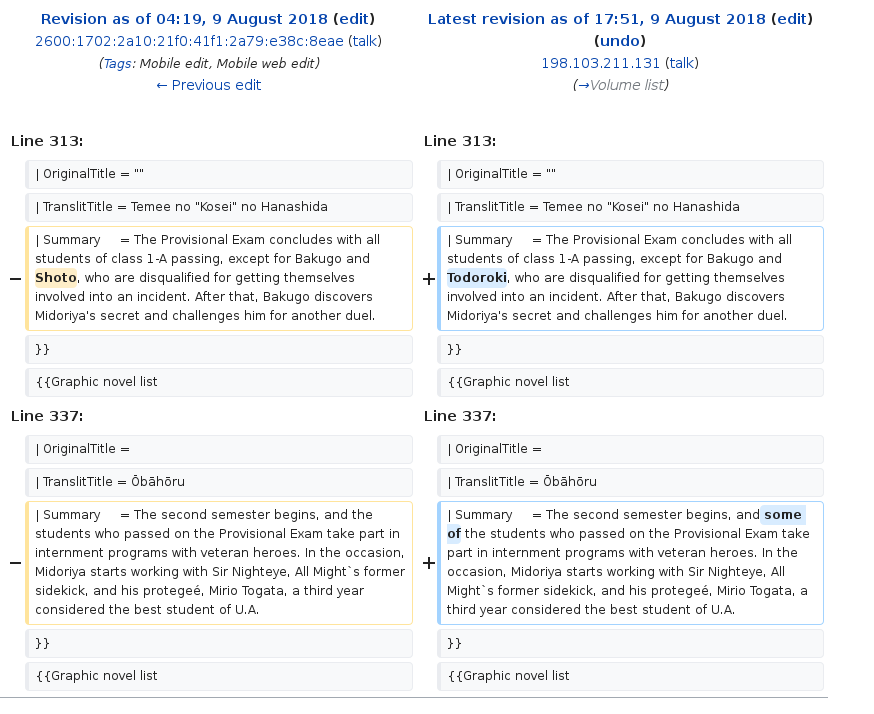 Revision as of 04:19, 9 August 2018 (edit)
2600:1702:2a10:21f0:41f1:2a79:e38c:8eae (talk)
(Tags: Mobile edit, Mobile web edit)
← Previous edit
Latest revision as of 17:51, 9 August 2018 (edit)
(undo)
198.103.211.131 (talk)
(→Volume list)
Line 313:
Line 313:
| OriginalTitle = ""
| OriginalTitle = ""
| TranslitTitle = Temee no "Kosei" no Hanashida
| TranslitTitle = Temee no "Kosei" no Hanashida
−
| Summary = The Provisional Exam concludes with all
students of class 1-A passing, except for Bakugo and
Shoto, who are disqualified for getting themselves
involved into an incident. After that, Bakugo discovers
Midoriya's secret and challenges him for another duel.
+
| Summary = The Provisional Exam concludes with all
students of class 1-A passing, except for Bakugo and
Todoroki, who are disqualified for getting themselves
involved into an incident. After that, Bakugo discovers
Midoriya's secret and challenges him for another duel.
}}
}}
{{Graphic novel list
{{Graphic novel list
Line 337:
Line 337:
| OriginalTitle =
| OriginalTitle =
| TranslitTitle = Ōbāhōru
| TranslitTitle = Ōbāhōru
−
| Summary = The second semester begins, and the
students who passed on the Provisional Exam take part in
internment programs with veteran heroes. In the occasion,
Midoriya starts working with Sir Nighteye, All Might`s former
sidekick, and his protegeé, Mirio Togata, a third year
considered the best student of U.A.
+
| Summary = The second semester begins, and some
of the students who passed on the Provisional Exam take
part in internment programs with veteran heroes. In the
occasion, Midoriya starts working with Sir Nighteye, All
Might`s former sidekick, and his protegeé, Mirio Togata, a
third year considered the best student of U.A.
}}
}}
{{Graphic novel list
{{Graphic novel list